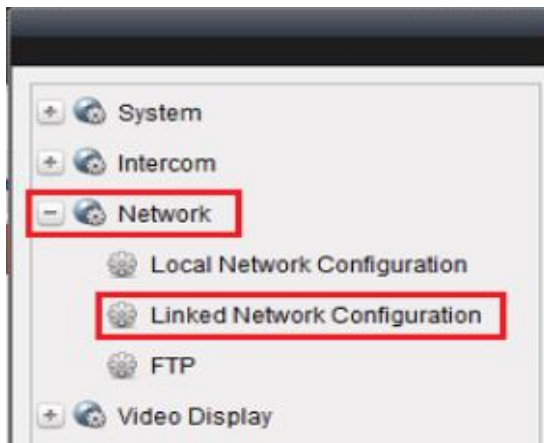 System
Intercom
Network
Local Network Configuration
Linked Network Configuration
FTP
Video Display